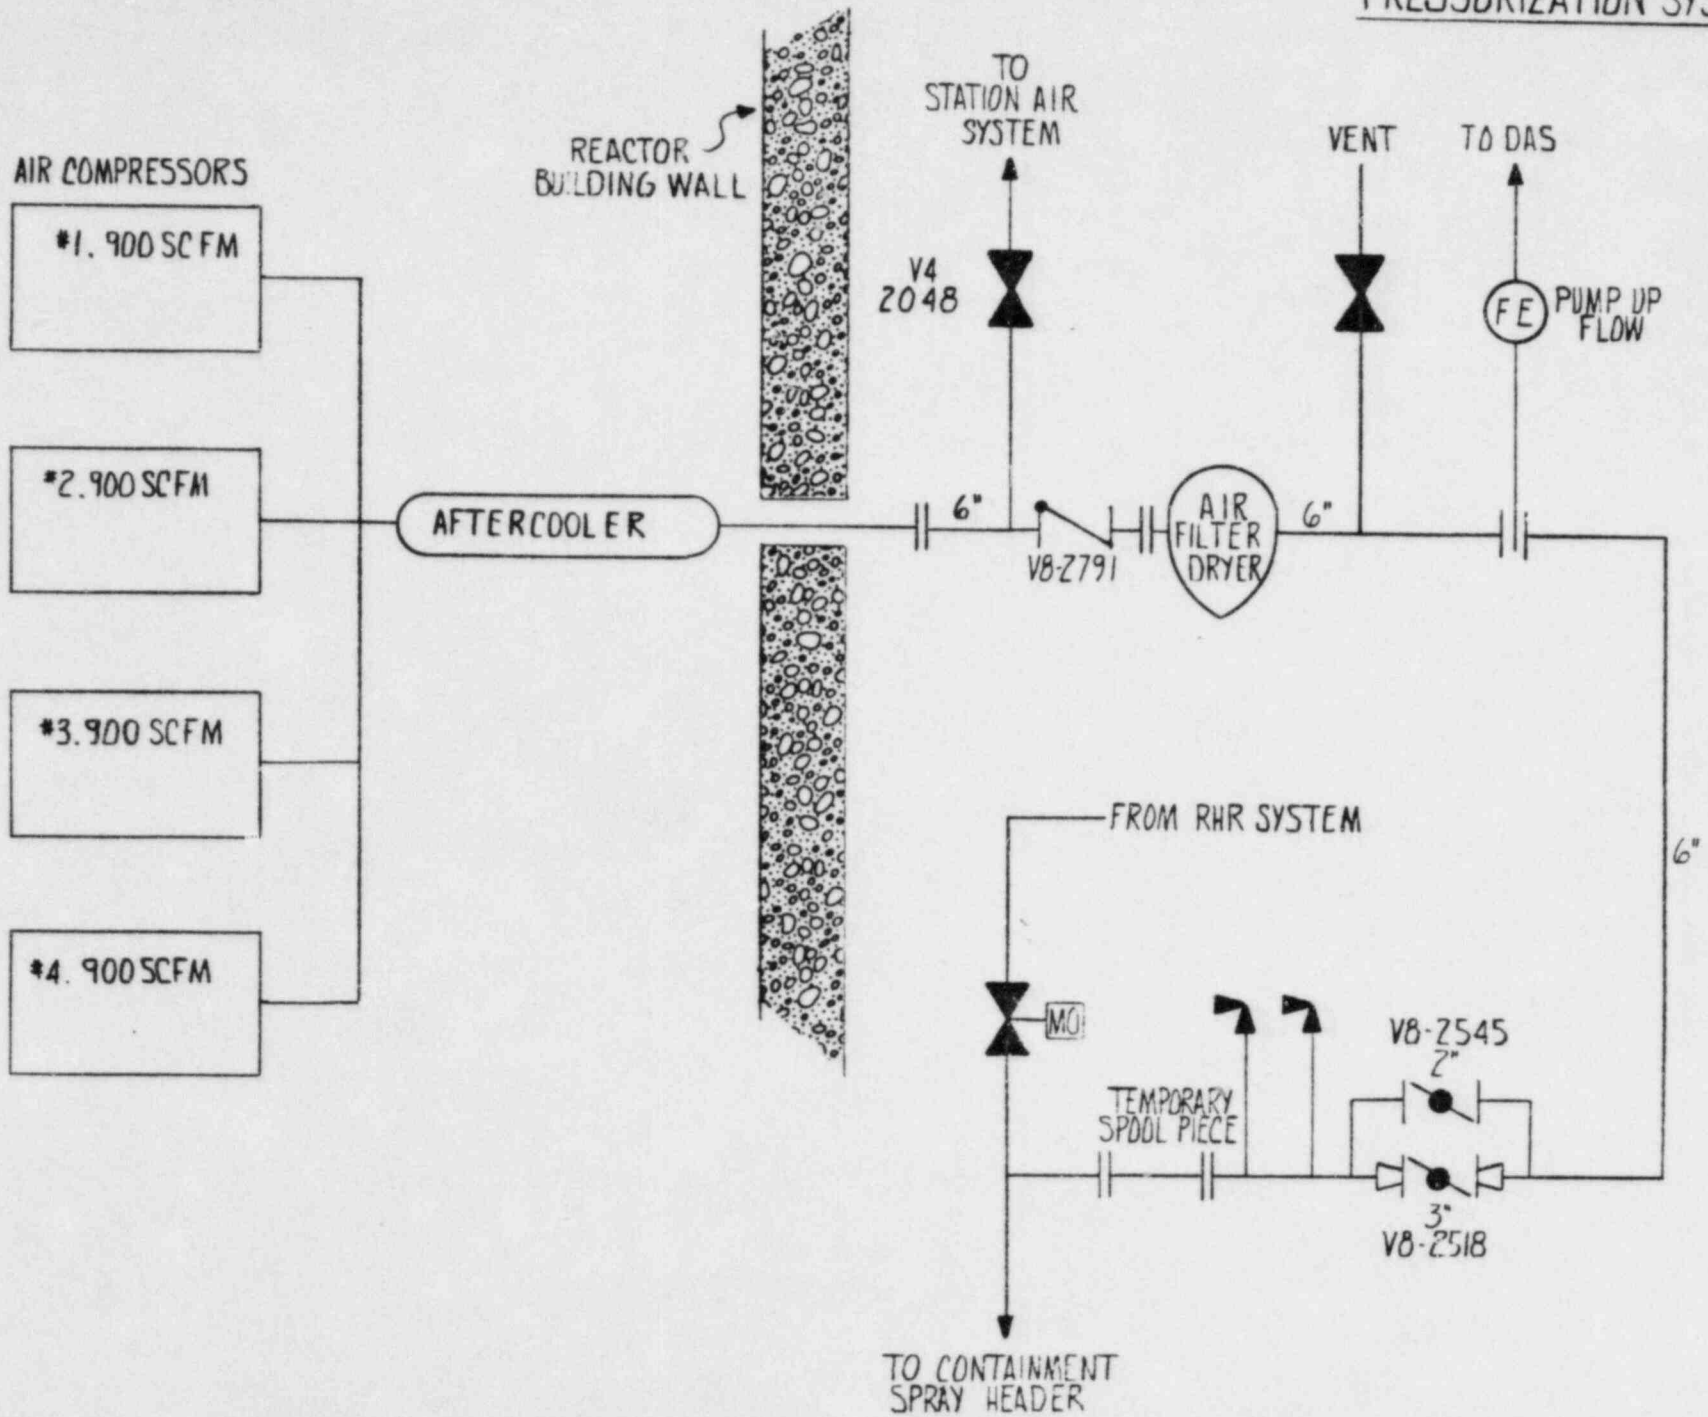 AIR COMPRESSORS
#1. 900 SCFM
#2. 900 SCFM
#3. 900 SCFM
#4. 900 SCFM
AFTERCOOLER
REACTOR
BUILDING WALL
TO
STATION AIR
SYSTEM
V4
2048
6"
V8-2791
AIR
FILTER
DRYER
6"
VENT
TO DAS
FE
PUMP UP
FLOW
6"
FROM RHR SYSTEM
MO
TEMPORARY
SPOOL PIECE
V8-2545
2"
3"
V8-2518
TO CONTAINMENT
SPRAY HEADER